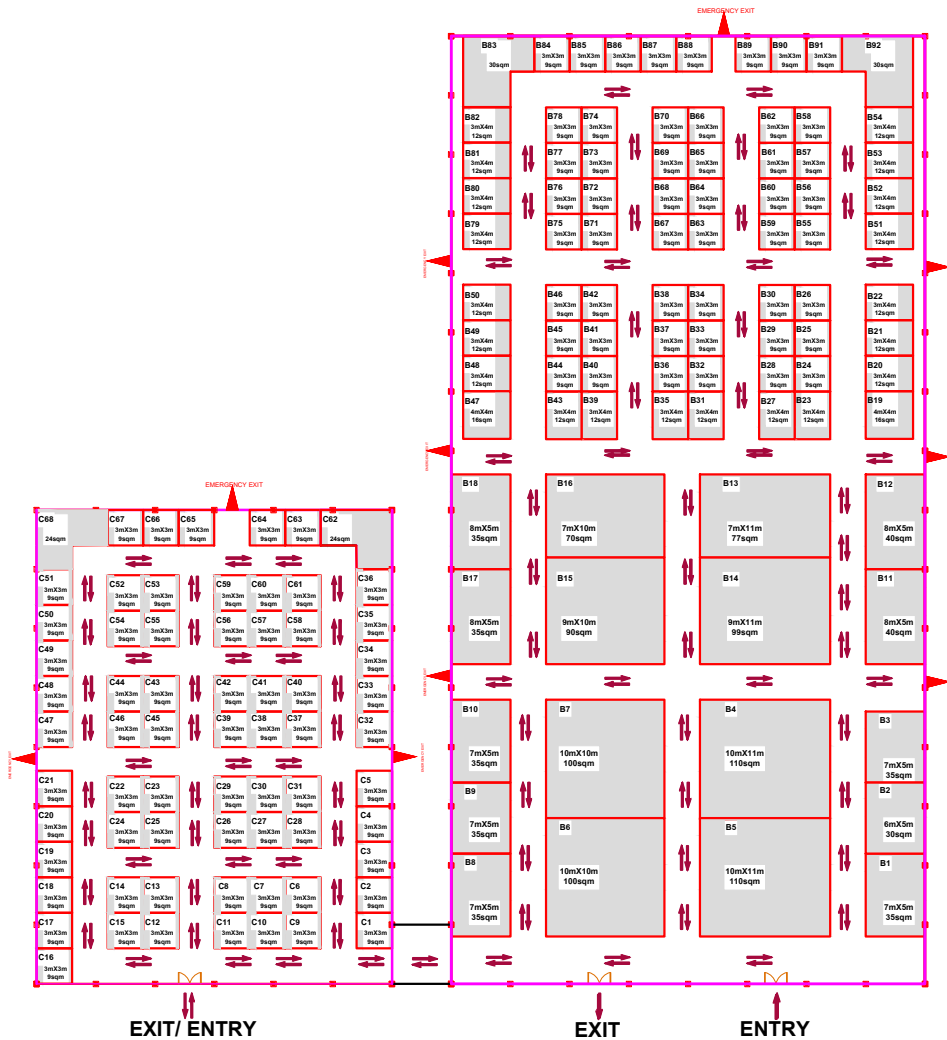 EMERGENCY EXIT
B83
30sqm
B84
3mX3m
9sqm
B85
3mX3m
9sqm
B86
3mX3m
9sqm
B87
3mX3m
9sqm
B88
3mX3m
9sqm
B89
3mX3m
9sqm
B90
3mX3m
9sqm
B91
3mX3m
9sqm
B92
30sqm
B82
3mX4m
12sqm
B78
3mX3m
9sqm
B74
3mX3m
9sqm
B70
3mX3m
9sqm
B66
3mX3m
9sqm
B62
3mX3m
9sqm
B58
3mX3m
9sqm
B54
3mX4m
12sqm
B81
3mX4m
12sqm
B77
3mX3m
9sqm
B73
3mX3m
9sqm
B69
3mX3m
9sqm
B65
3mX3m
9sqm
B61
3mX3m
9sqm
B57
3mX3m
9sqm
B53
3mX4m
12sqm
B80
3mX4m
12sqm
B76
3mX3m
9sqm
B72
3mX3m
9sqm
B68
3mX3m
9sqm
B64
3mX3m
9sqm
B60
3mX3m
9sqm
B56
3mX3m
9sqm
B52
3mX4m
12sqm
B79
3mX4m
12sqm
B75
3mX3m
9sqm
B71
3mX3m
9sqm
B67
3mX3m
9sqm
B63
3mX3m
9sqm
B59
3mX3m
9sqm
B55
3mX3m
9sqm
B51
3mX4m
12sqm
EMERGENCY EXIT
B50
3mX4m
12sqm
B46
3mX3m
9sqm
B42
3mX3m
9sqm
B38
3mX3m
9sqm
B34
3mX3m
9sqm
B30
3mX3m
9sqm
B26
3mX3m
9sqm
B22
3mX4m
12sqm
B49
3mX4m
12sqm
B45
3mX3m
9sqm
B41
3mX3m
9sqm
B37
3mX3m
9sqm
B33
3mX3m
9sqm
B29
3mX3m
9sqm
B25
3mX3m
9sqm
B21
3mX4m
12sqm
B48
3mX4m
12sqm
B44
3mX3m
9sqm
B40
3mX3m
9sqm
B36
3mX3m
9sqm
B32
3mX3m
9sqm
B28
3mX3m
9sqm
B24
3mX3m
9sqm
B20
3mX4m
12sqm
B47
4mX4m
16sqm
B43
3mX4m
12sqm
B39
3mX4m
12sqm
B35
3mX4m
12sqm
B31
3mX4m
12sqm
B27
3mX4m
12sqm
B23
3mX4m
12sqm
B19
4mX4m
16sqm
EMERGENCY EXIT
B18
8mX5m
35sqm
B16
7mX10m
70sqm
B13
7mX11m
77sqm
B12
8mX5m
40sqm
B17
8mX5m
35sqm
B15
9mX10m
90sqm
B14
9mX11m
99sqm
B11
8mX5m
40sqm
EMERGENCY EXIT
B10
7mX5m
35sqm
B7
10mX10m
100sqm
B4
10mX11m
110sqm
B3
7mX5m
35sqm
B9
7mX5m
35sqm
B2
6mX5m
30sqm
B6
10mX10m
100sqm
B5
10mX11m
110sqm
B8
7mX5m
35sqm
B1
7mX5m
35sqm
EXIT
ENTRY
EMERGENCY EXIT
C68
24sqm
C67
3mX3m
9sqm
C66
3mX3m
9sqm
C65
3mX3m
9sqm
C64
3mX3m
9sqm
C63
3mX3m
9sqm
C62
24sqm
C51
3mX3m
9sqm
C52
3mX3m
9sqm
C53
3mX3m
9sqm
C59
3mX3m
9sqm
C60
3mX3m
9sqm
C61
3mX3m
9sqm
C36
3mX3m
9sqm
C50
3mX3m
9sqm
C54
3mX3m
9sqm
C55
3mX3m
9sqm
C56
3mX3m
9sqm
C57
3mX3m
9sqm
C58
3mX3m
9sqm
C35
3mX3m
9sqm
C49
3mX3m
9sqm
C34
3mX3m
9sqm
C48
3mX3m
9sqm
C44
3mX3m
9sqm
C43
3mX3m
9sqm
C42
3mX3m
9sqm
C41
3mX3m
9sqm
C40
3mX3m
9sqm
C33
3mX3m
9sqm
C47
3mX3m
9sqm
C46
3mX3m
9sqm
C45
3mX3m
9sqm
C39
3mX3m
9sqm
C38
3mX3m
9sqm
C37
3mX3m
9sqm
C32
3mX3m
9sqm
EMERGENCY EXIT
EMERGENCY EXIT
C21
3mX3m
9sqm
C22
3mX3m
9sqm
C23
3mX3m
9sqm
C29
3mX3m
9sqm
C30
3mX3m
9sqm
C31
3mX3m
9sqm
C5
3mX3m
9sqm
C20
3mX3m
9sqm
C24
3mX3m
9sqm
C25
3mX3m
9sqm
C26
3mX3m
9sqm
C27
3mX3m
9sqm
C28
3mX3m
9sqm
C4
3mX3m
9sqm
C19
3mX3m
9sqm
C3
3mX3m
9sqm
C18
3mX3m
9sqm
C14
3mX3m
9sqm
C13
3mX3m
9sqm
C8
3mX3m
9sqm
C7
3mX3m
9sqm
C6
3mX3m
9sqm
C2
3mX3m
9sqm
C17
3mX3m
9sqm
C15
3mX3m
9sqm
C12
3mX3m
9sqm
C11
3mX3m
9sqm
C10
3mX3m
9sqm
C9
3mX3m
9sqm
C1
3mX3m
9sqm
C16
3mX3m
9sqm
EXIT/ ENTRY